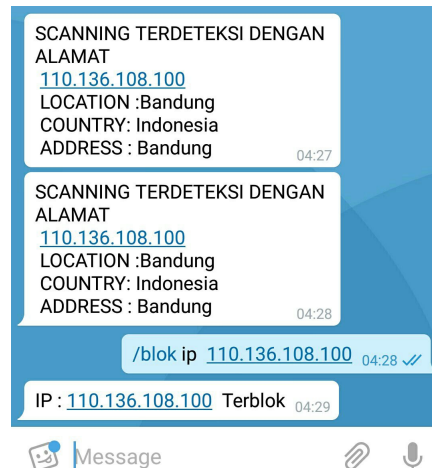 SCANNING TERDETEKSI DENGAN
ALAMAT
110.136.108.100
LOCATION :Bandung
COUNTRY: Indonesia
ADDRESS : Bandung
04:27
SCANNING TERDETEKSI DENGAN
ALAMAT
110.136.108.100
LOCATION :Bandung
COUNTRY: Indonesia
ADDRESS : Bandung
04:28
/blok ip 110.136.108.100 04:28
IP : 110.136.108.100 Terblok 04:29
Message